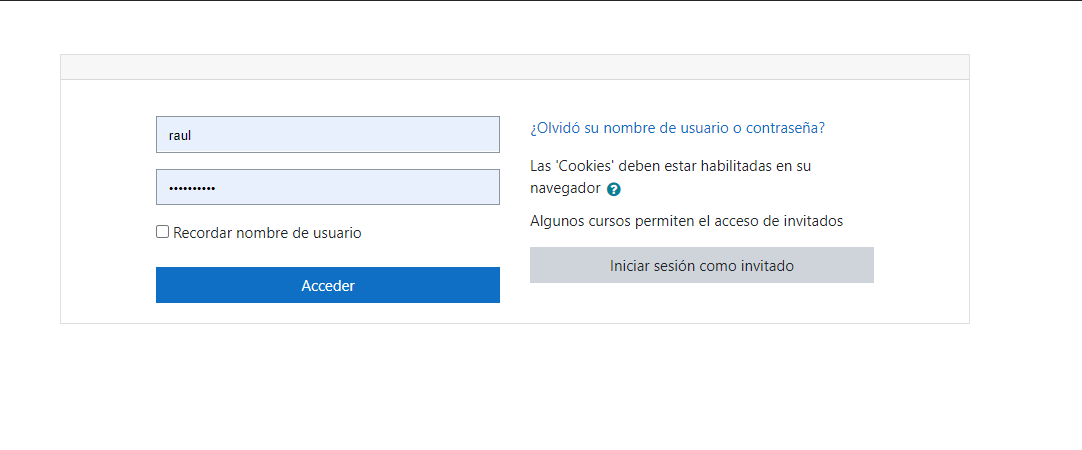 raul
••••••••••
Recordar nombre de usuario
Acceder
¿Olvidó su nombre de usuario o contraseña?
Las 'Cookies' deben estar habilitadas en su
navegador ?
Algunos cursos permiten el acceso de invitados
Iniciar sesión como invitado